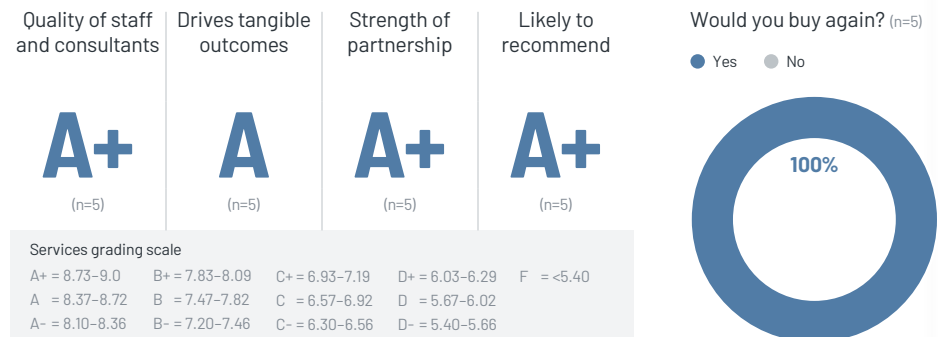 Quality of staff
and consultants
Drives tangible
outcomes
Strength of
partnership
Likely to
recommend
A+
A
A+
A+
(n=5)
(n=5)
(n=5)
(n=5)
Services grading scale
A+ = 8.73–9.0 B+ = 7.83–8.09 C+ = 6.93–7.19 D+ = 6.03–6.29 F = <5.40
A = 8.37–8.72 B = 7.47–7.82 C = 6.57–6.92 D = 5.67–6.02
A- = 8.10–8.36 B- = 7.20–7.46 C- = 6.30–6.56 D- = 5.40–5.66
Would you buy again? (n=5)
Yes No
100%